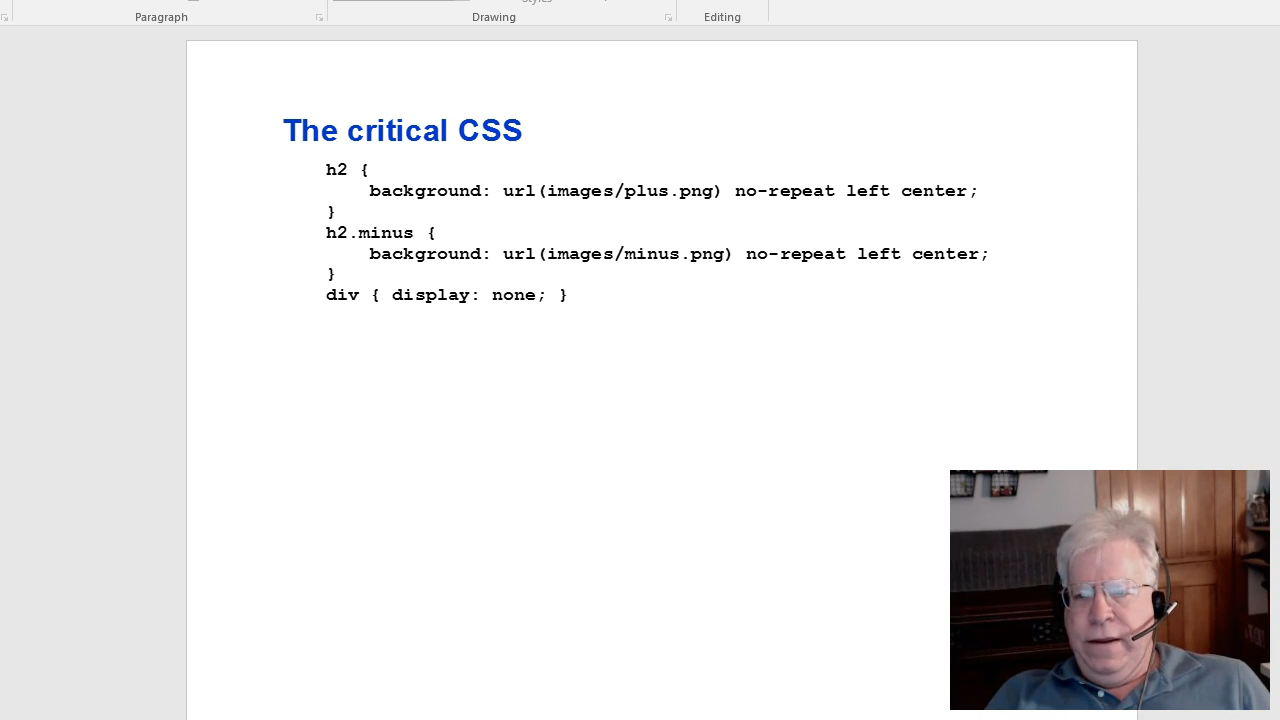 Styles
Paragraph
Drawing
Editing
The critical CSS
h2 {
    background: url(images/plus.png) no-repeat left center;
}
h2.minus {
    background: url(images/minus.png) no-repeat left center;
}
div { display: none; }